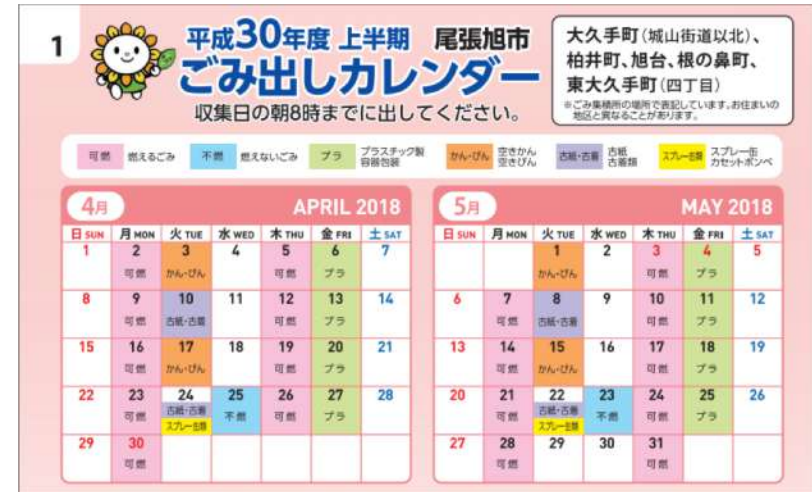 1
平成30年度 上半期 尾張旭市
ごみ出しカレンダー
収集日の朝8時までに出してください。
大久手町(城山街道以北)、
柏井町、旭台、根の鼻町、
東大久手町(四丁目)
※ごみ集積所の場所で表記しています。お住まいの
地区と異なることがあります。
可燃 燃えるごみ
不燃 燃えないごみ
プラ プラスチック製
容器包装
かん・びん 空きかん
空きびん
古紙・古着 古紙
古着類
スプレー缶類 スプレー缶
カセットボンベ
4月 APRIL 2018
日 SUN 月 MON 火 TUE 水 WED 木 THU 金 FRI 土 SAT
1 2 3 4 5 6 7
可燃 かん・びん 可燃 プラ
8 9 10 11 12 13 14
可燃 古紙・古着 可燃 プラ
15 16 17 18 19 20 21
可燃 かん・びん 可燃 プラ
22 23 24 25 26 27 28
可燃 古紙・古着 不燃 可燃 プラ
スプレー缶類
29 30
可燃
5月 MAY 2018
日 SUN 月 MON 火 TUE 水 WED 木 THU 金 FRI 土 SAT
1 2 3 4 5
かん・びん 可燃 プラ
6 7 8 9 10 11 12
可燃 古紙・古着 可燃 プラ
13 14 15 16 17 18 19
可燃 かん・びん 可燃 プラ
20 21 22 23 24 25 26
可燃 古紙・古着 不燃 可燃 プラ
スプレー缶類
27 28 29 30 31
可燃 可燃